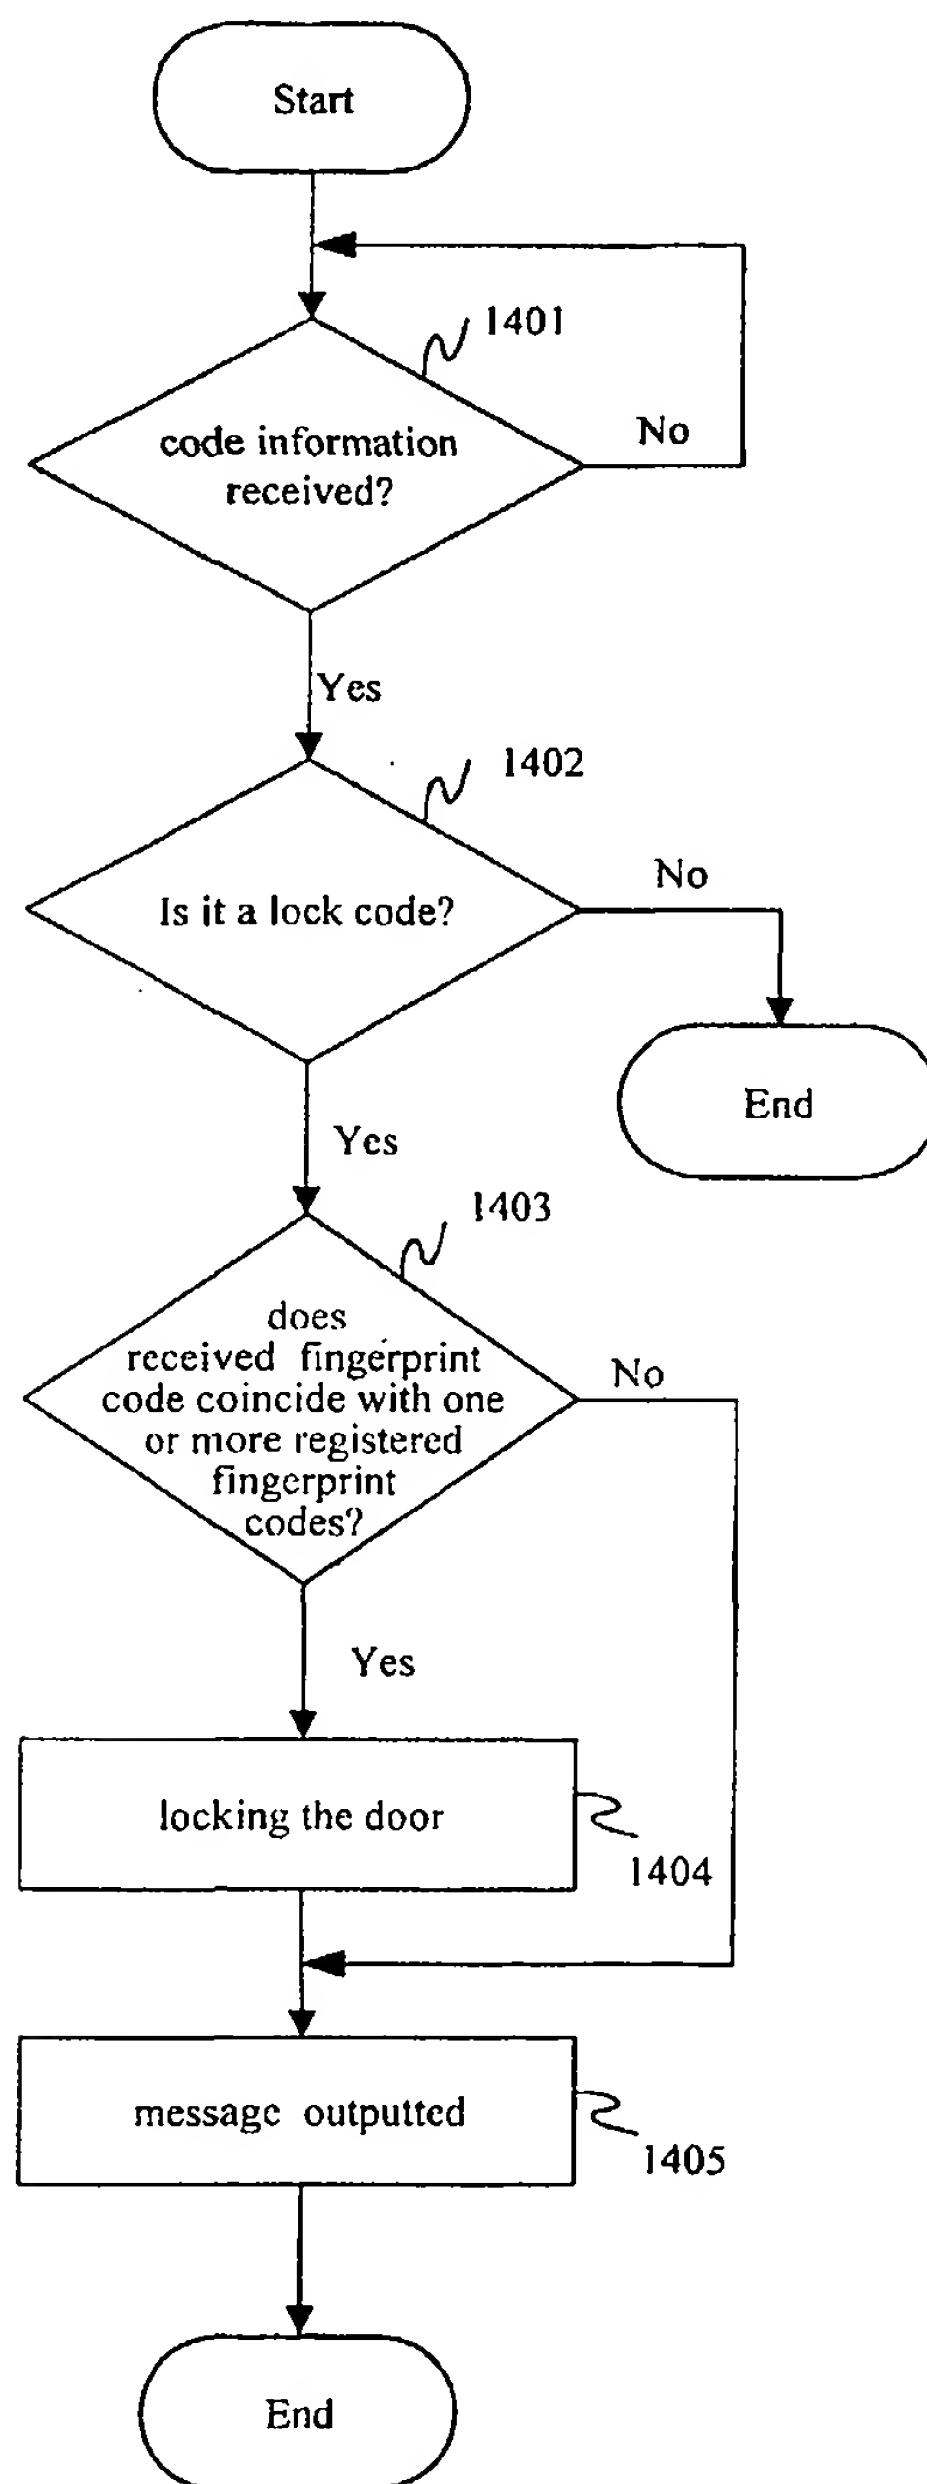 Start
1401
code information
received?
No
Yes
1402
Is it a lock code?
No
End
Yes
1403
does
received fingerprint
code coincide with one
or more registered
fingerprint
codes?
No
Yes
locking the door
1404
message outputted
1405
End